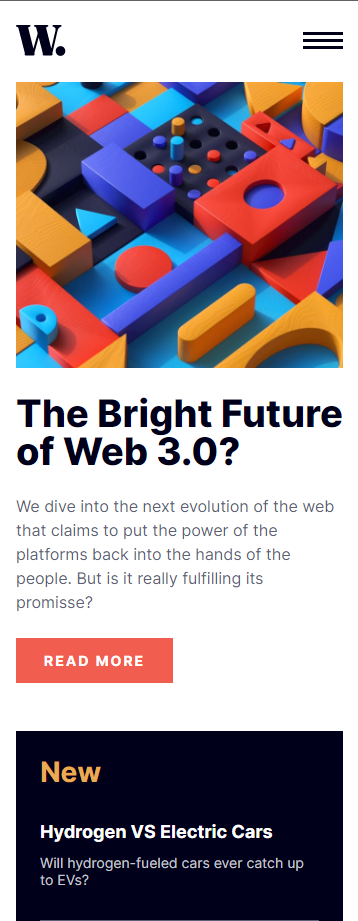 W.
The Bright Future
of Web 3.0?
We dive into the next evolution of the web
that claims to put the power of the
platforms back into the hands of the
people. But is it really fulfilling its
promisse?
READ MORE
New
Hydrogen VS Electric Cars
Will hydrogen-fueled cars ever catch up
to EVs?